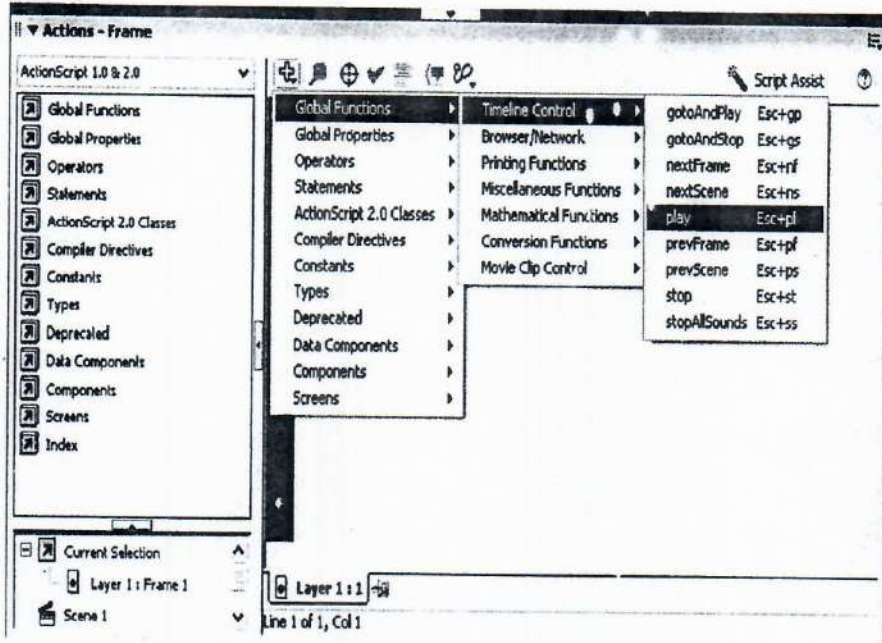 Actions - Frame
ActionScript 1.0 & 2.0
Global Functions
Global Properties
Operators
Statements
ActionScript 2.0 Classes
Compiler Directives
Constants
Types
Deprecated
Data Components
Components
Screens
Index
Current Selection
Layer 1 : Frame 1
Scene 1
Script Assist
Global Functions
Global Properties
Operators
Statements
ActionScript 2.0 Classes
Compiler Directives
Constants
Types
Deprecated
Data Components
Components
Screens
Timeline Control
Browser/Network
Printing Functions
Miscellaneous Functions
Mathematical Functions
Conversion Functions
Movie Clip Control
gotoAndPlay Esc+gp
gotoAndStop Esc+gs
nextFrame Esc+nf
nextScene Esc+ns
play Esc+pl
prevFrame Esc+pf
prevScene Esc+ps
stop Esc+st
stopAllSounds Esc+ss
Layer 1 : 1
Line 1 of 1, Col 1